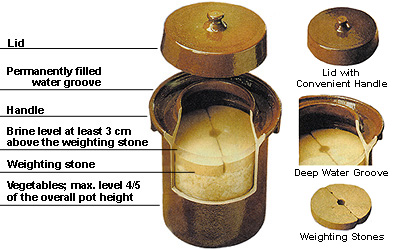 Lid
Permanently filled
water groove
Handle
Brine level at least 3 cm
above the weighting stone
Weighting stone
Vegetables; max. level 4/5
of the overall pot height
Lid with
Convenient Handle
Deep Water Groove
Weighting Stones